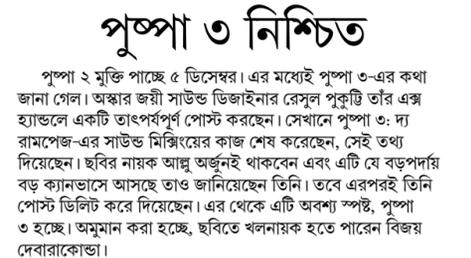 পুষ্পা ৩ নিশ্চিত
পুষ্পা ২ মুক্তি পাচ্ছে ৫ ডিসেম্বর। এর মধ্যেই পুষ্পা ৩-এর কথা
জানা গেল। অস্কার জয়ী সাউন্ড ডিজাইনার রেসুল পুকুট্টি তাঁর এক্স
হ্যান্ডলে একটি তাৎপর্যপূর্ণ পোস্ট করছেন। সেখানে পুষ্পা ৩: দ্য
রামপেজ-এর সাউন্ড মিক্সিংয়ের কাজ শেষ করেছেন, সেই তথ্য
দিয়েছেন। ছবির নায়ক আল্লু অর্জুনই থাকবেন এবং এটি যে বড়পর্দায়
বড় ক্যানভাসে আসছে তাও জানিয়েছেন তিনি। তবে এরপরই তিনি
পোস্ট ডিলিট করে দিয়েছেন। এর থেকে এটি অবশ্য স্পষ্ট, পুষ্পা
৩ হচ্ছে। অমুমান করা হচ্ছে, ছবিতে খলনায়ক হতে পারেন বিজয়
দেবারাকোন্ডা।